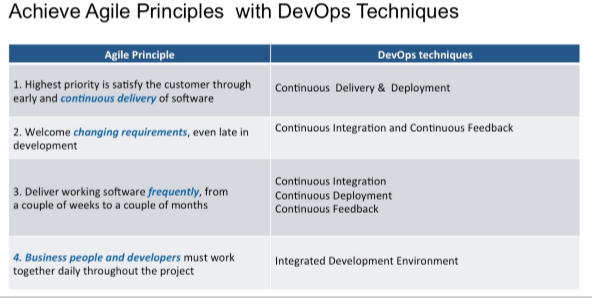 Achieve Agile Principles with DevOps Techniques
Agile Principle
DevOps techniques
1. Highest priority is satisfy the customer through
early and continuous delivery of software
Continuous Delivery & Deployment
2. Welcome changing requirements, even late in
development
Continuous Integration and Continuous Feedback
3. Deliver working software frequently, from
a couple of weeks to a couple of months
Continuous Integration
Continuous Deployment
Continuous Feedback
4. Business people and developers must work
together daily throughout the project
Integrated Development Environment